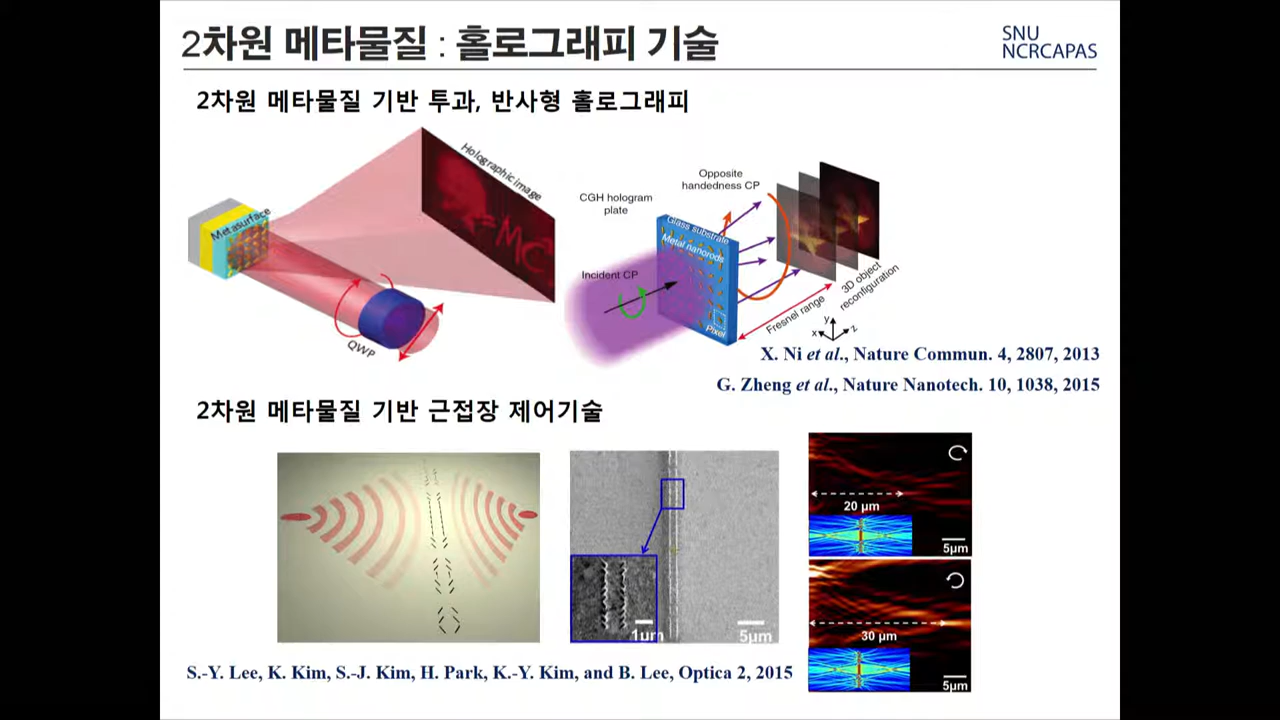 2차원 메타물질 : 홀로그래피 기술
SNU
NCRCAPAS
2차원 메타물질 기반 투과, 반사형 홀로그래피
Metasurface
Holographic image
=MC
QWP
CGH hologram
plate
Opposite
handedness CP
Glass substrate
Metal nanorods
Incident CP
Pixel
Fresnel range
3D object
reconfiguration
x
y
z
X. Ni et al., Nature Commun. 4, 2807, 2013
G. Zheng et al., Nature Nanotech. 10, 1038, 2015
2차원 메타물질 기반 근접장 제어기술
1μm
5μm
20 μm
5μm
30 μm
5μm
S.-Y. Lee, K. Kim, S.-J. Kim, H. Park, K.-Y. Kim, and B. Lee, Optica 2, 2015